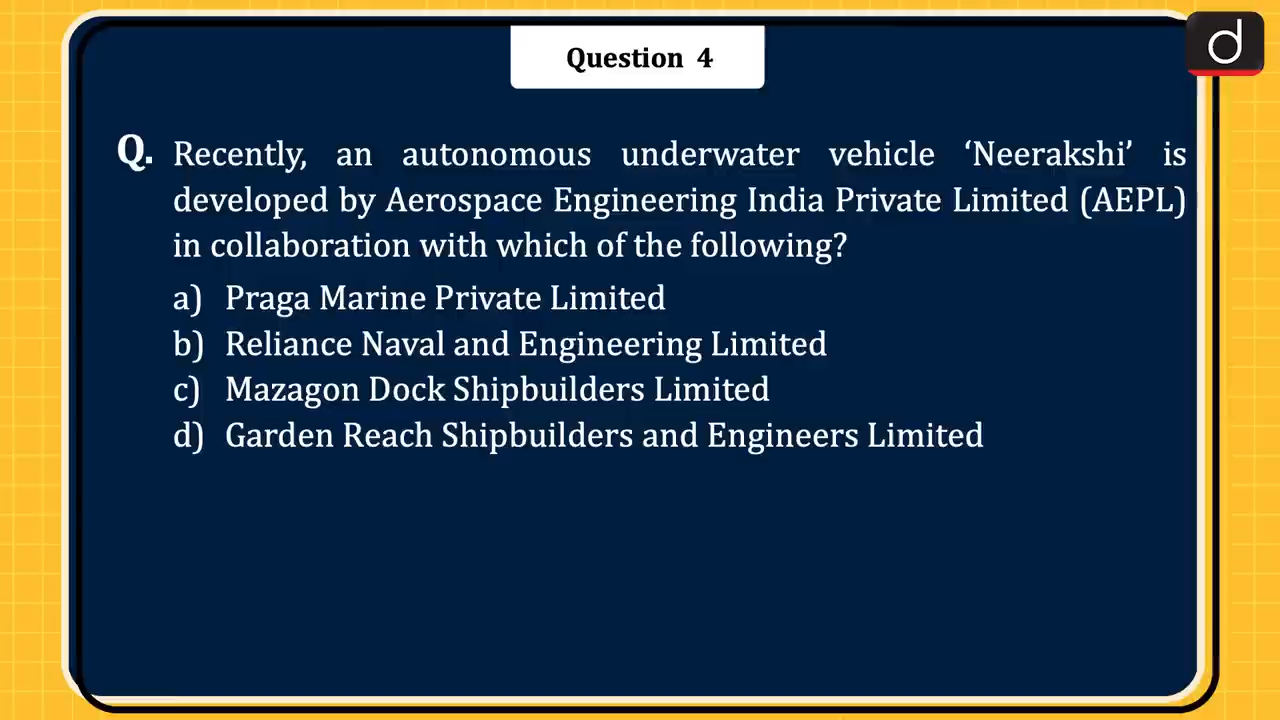 Question 4
d
Q. Recently, an autonomous underwater vehicle ‘Neerakshi’ is
developed by Aerospace Engineering India Private Limited (AEPL)
in collaboration with which of the following?
a) Praga Marine Private Limited
b) Reliance Naval and Engineering Limited
c) Mazagon Dock Shipbuilders Limited
d) Garden Reach Shipbuilders and Engineers Limited